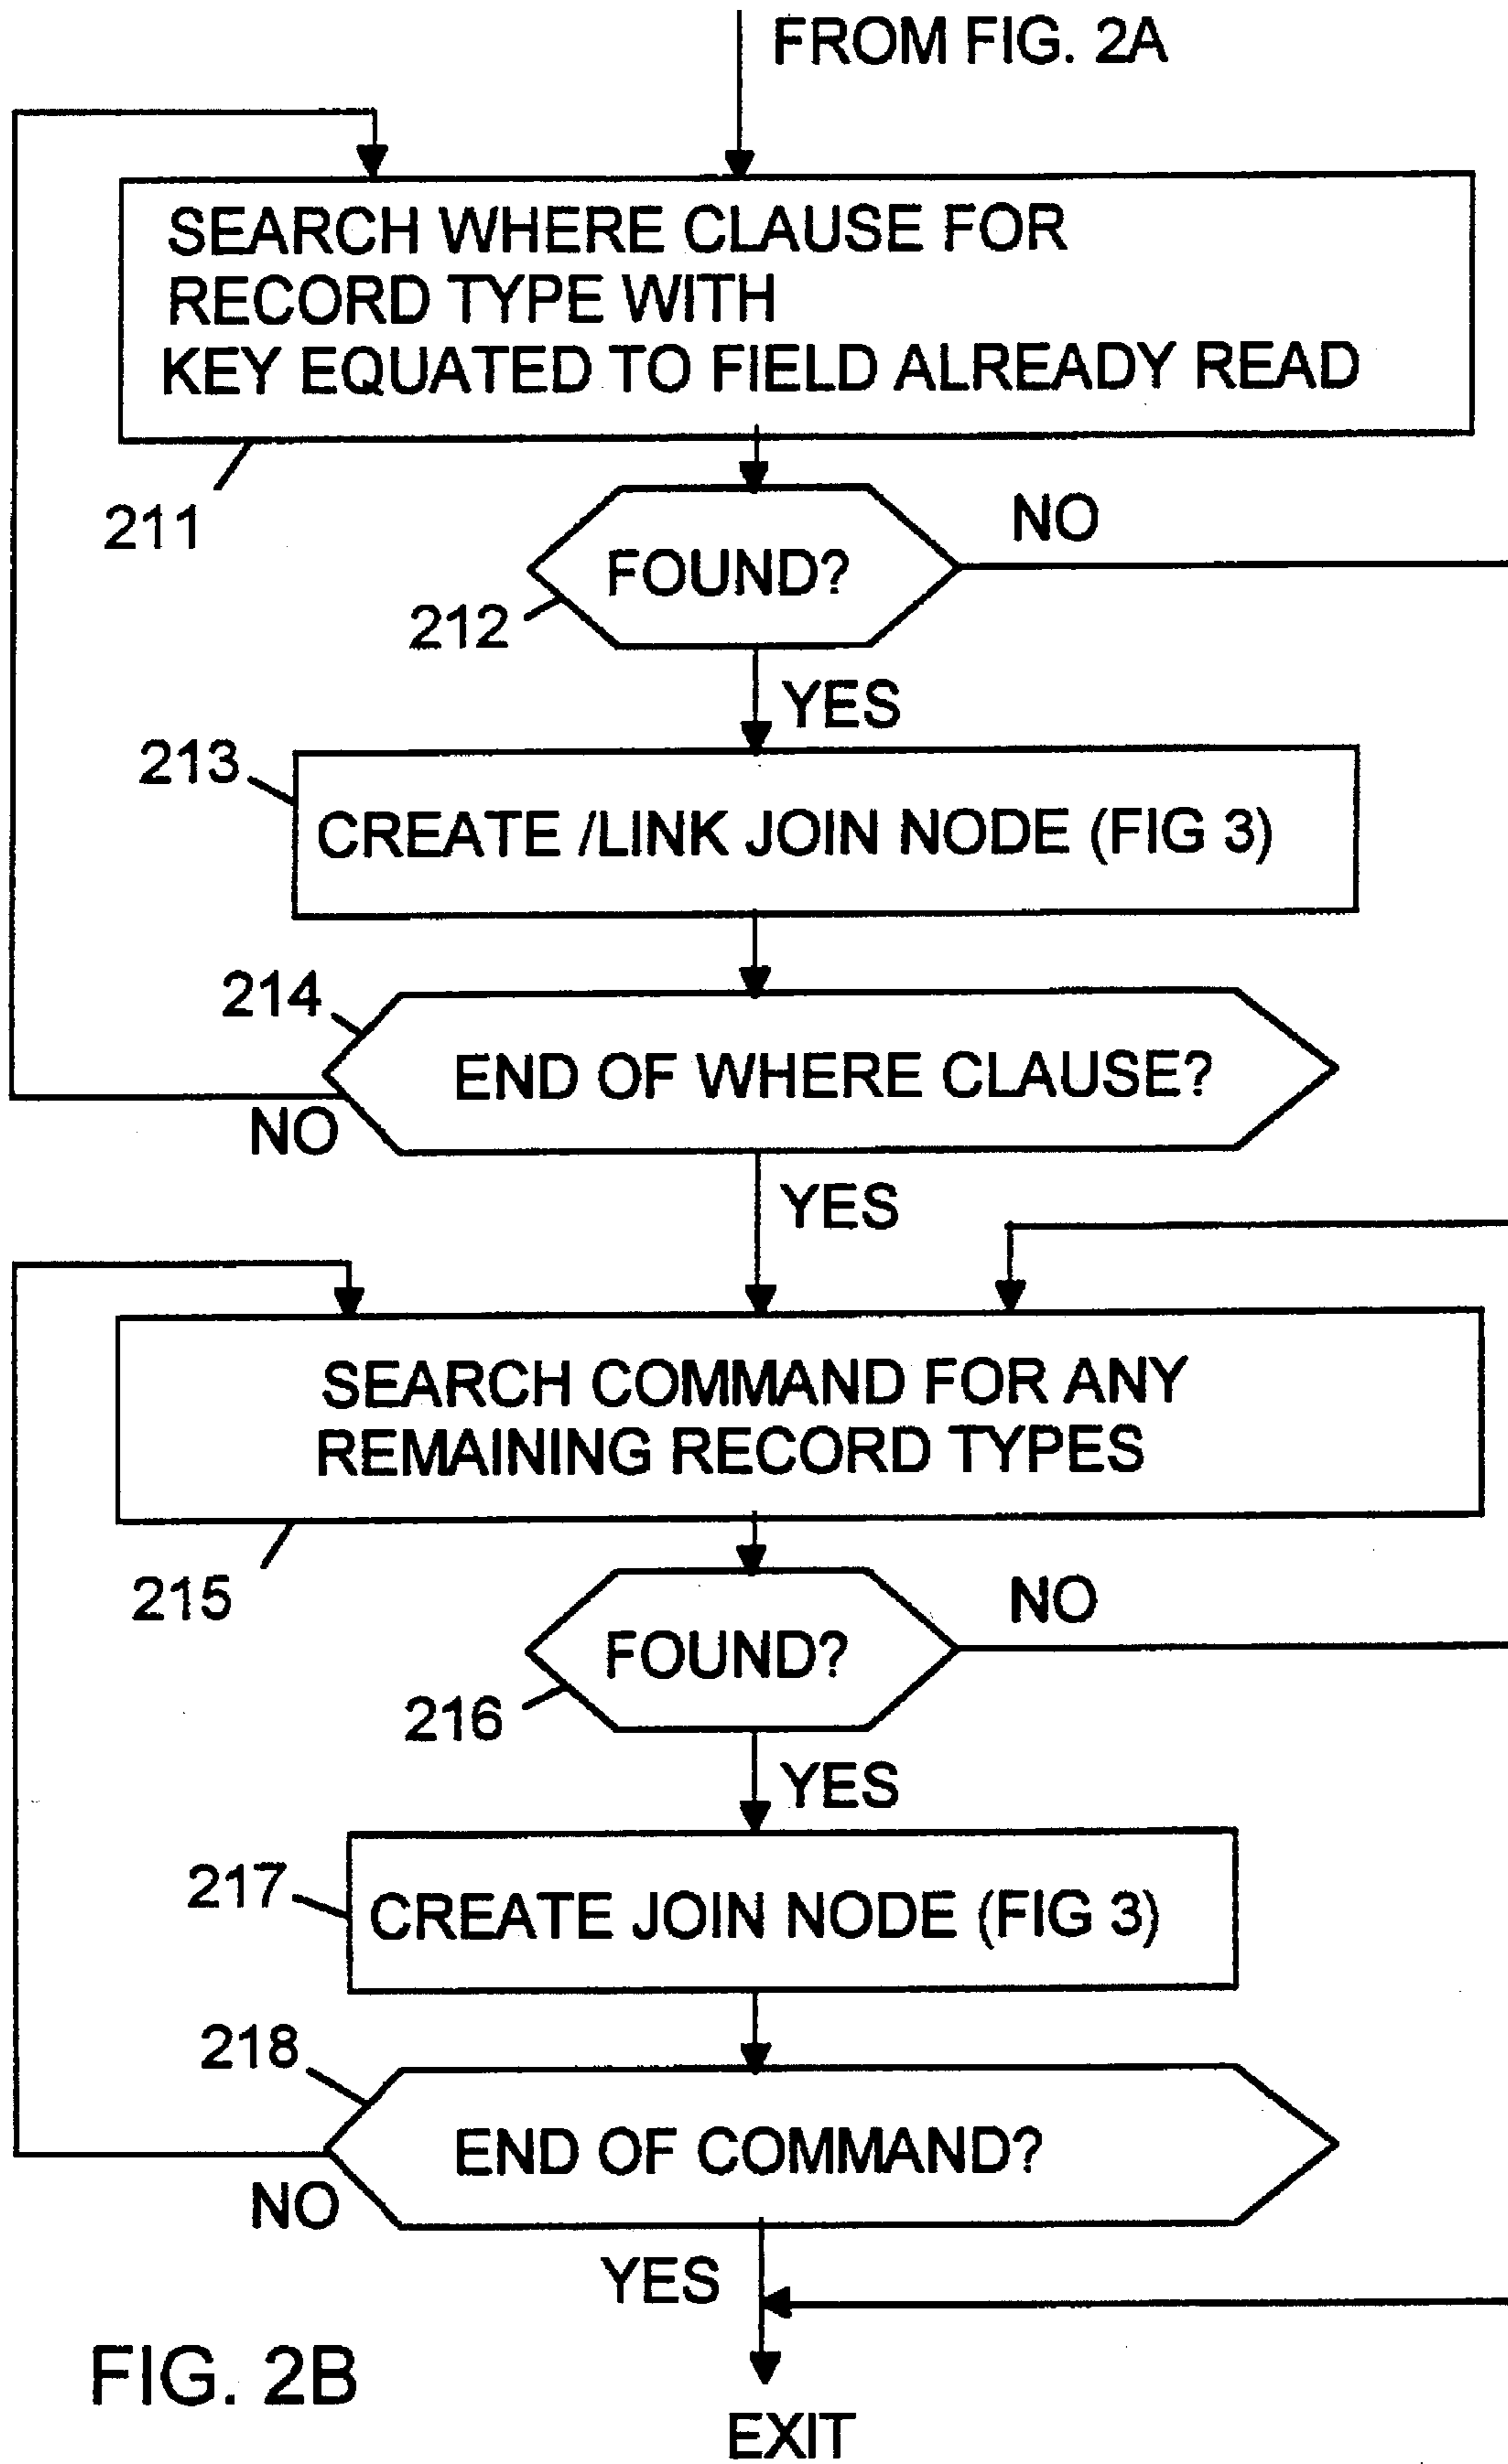 FROM FIG. 2A
SEARCH WHERE CLAUSE FOR
RECORD TYPE WITH
KEY EQUATED TO FIELD ALREADY READ
211
NO
FOUND?
212
YES
213
CREATE /LINK JOIN NODE (FIG 3)
214
END OF WHERE CLAUSE?
NO
YES
SEARCH COMMAND FOR ANY
REMAINING RECORD TYPES
215
NO
FOUND?
216
YES
217
CREATE JOIN NODE (FIG 3)
218
END OF COMMAND?
NO
YES
FIG. 2B
EXIT